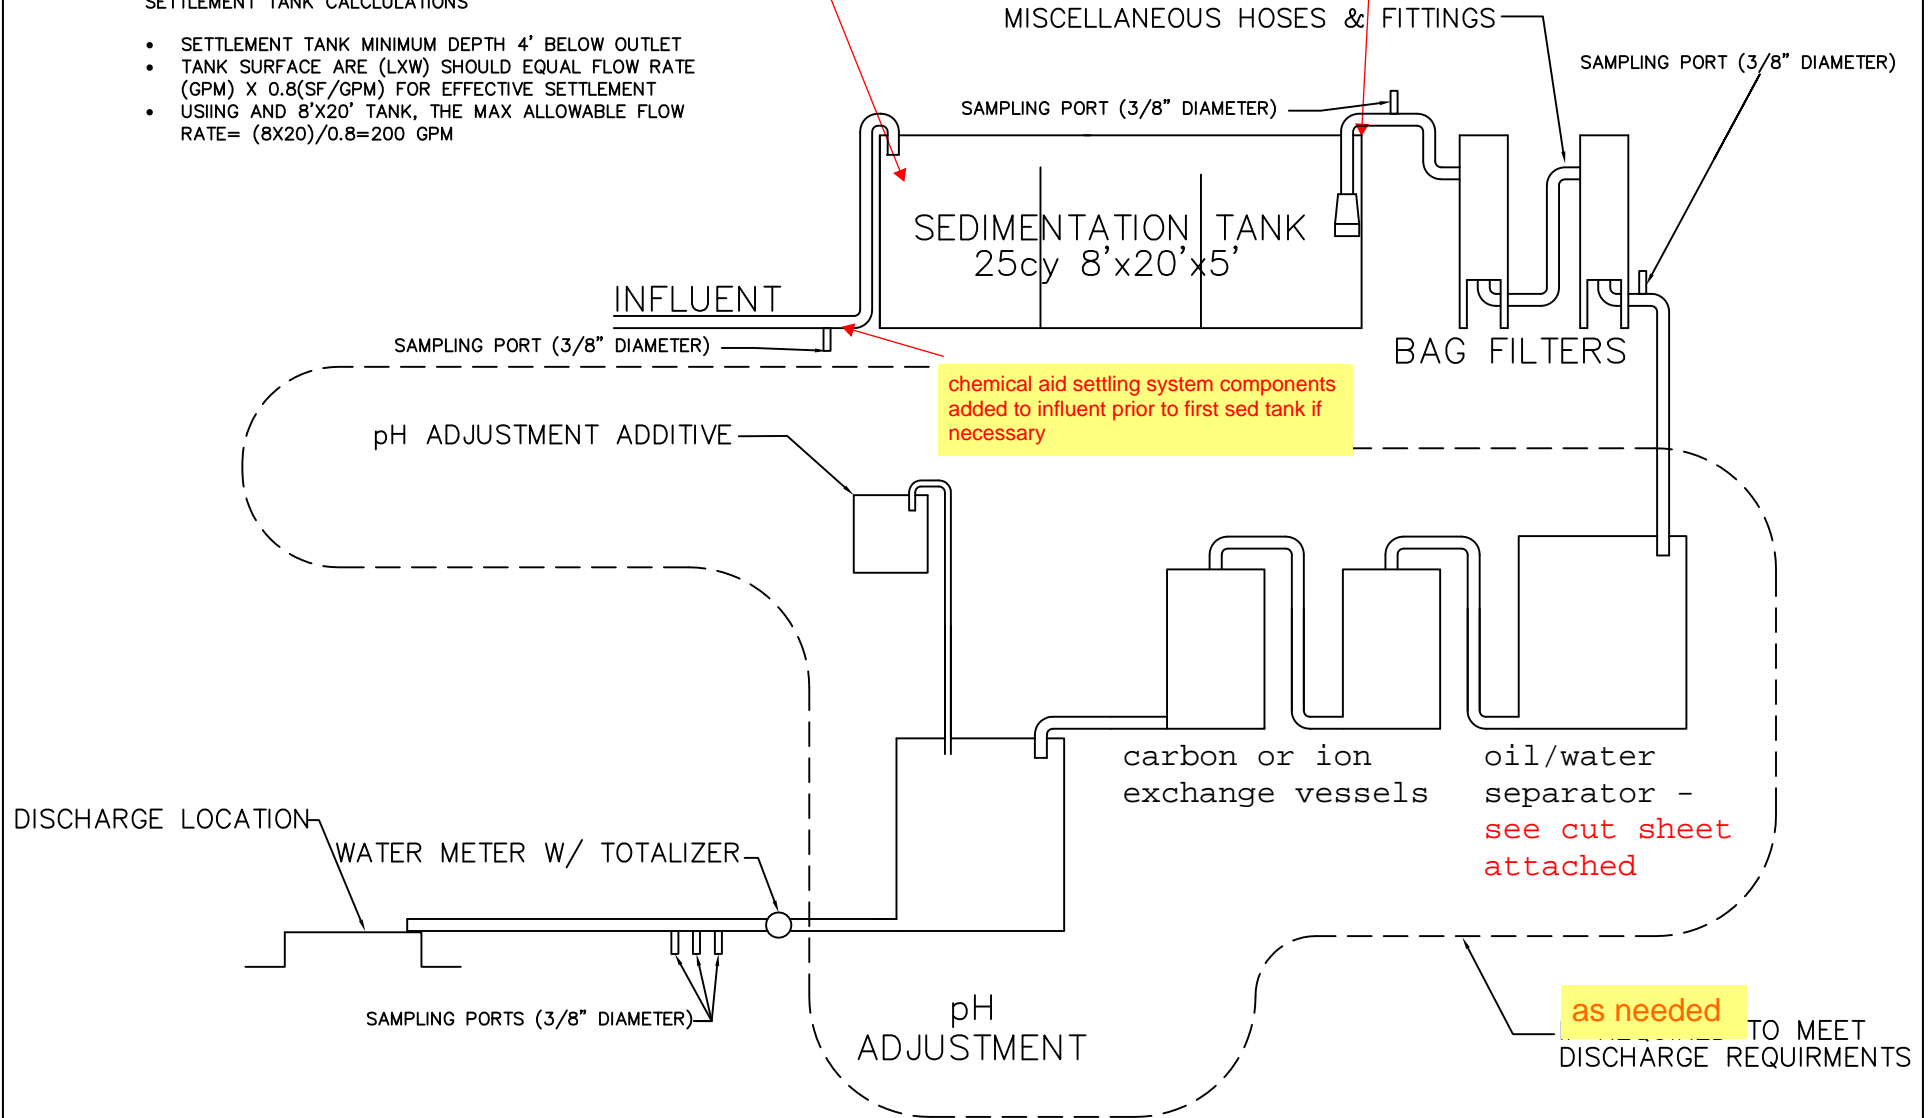 SETTLEMENT TANK CALCLULATIONS
• SETTLEMENT TANK MINIMUM DEPTH 4' BELOW OUTLET
• TANK SURFACE ARE (LXW) SHOULD EQUAL FLOW RATE
(GPM) X 0.8(SF/GPM) FOR EFFECTIVE SETTLEMENT
• USIING AND 8'X20' TANK, THE MAX ALLOWABLE FLOW
RATE= (8X20)/0.8=200 GPM
MISCELLANEOUS HOSES & FITTINGS
SAMPLING PORT (3/8" DIAMETER)
SAMPLING PORT (3/8" DIAMETER)
SEDIMENTATION TANK
25cy 8'x20'x5'
INFLUENT
SAMPLING PORT (3/8" DIAMETER)
BAG FILTERS
chemical aid settling system components
added to influent prior to first sed tank if
necessary
pH ADJUSTMENT ADDITIVE
carbon or ion
exchange vessels
oil/water
separator -
see cut sheet
attached
DISCHARGE LOCATION
WATER METER W/ TOTALIZER
SAMPLING PORTS (3/8" DIAMETER)
pH
ADJUSTMENT
as needed
TO MEET
DISCHARGE REQUIRMENTS